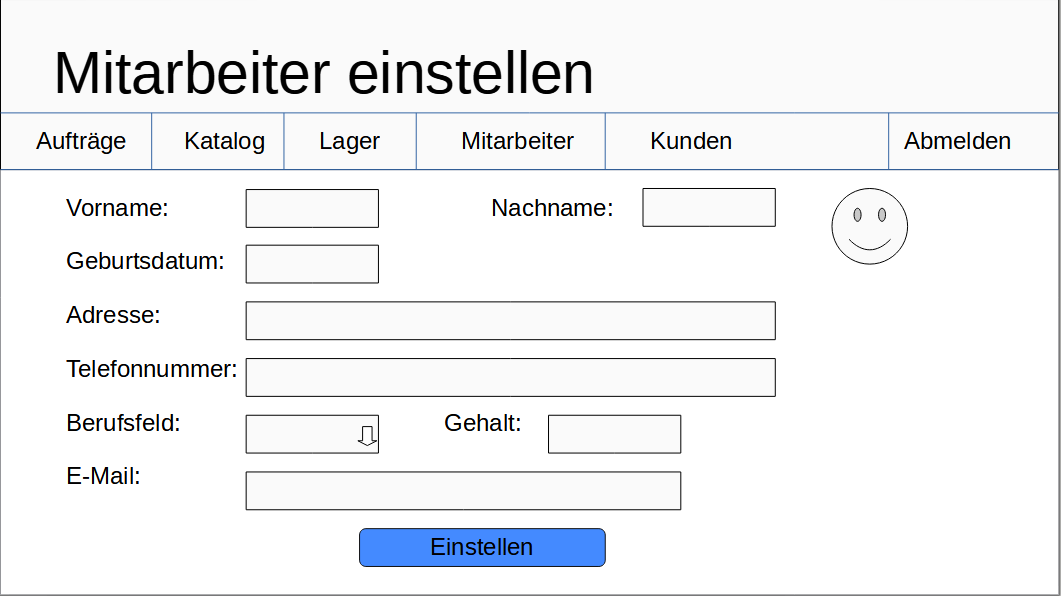 Mitarbeiter einstellen
Aufträge Katalog Lager Mitarbeiter Kunden Abmelden
Vorname: Nachname:
Geburtsdatum:
Adresse:
Telefonnummer:
Berufsfeld: Gehalt:
E-Mail:
Einstellen